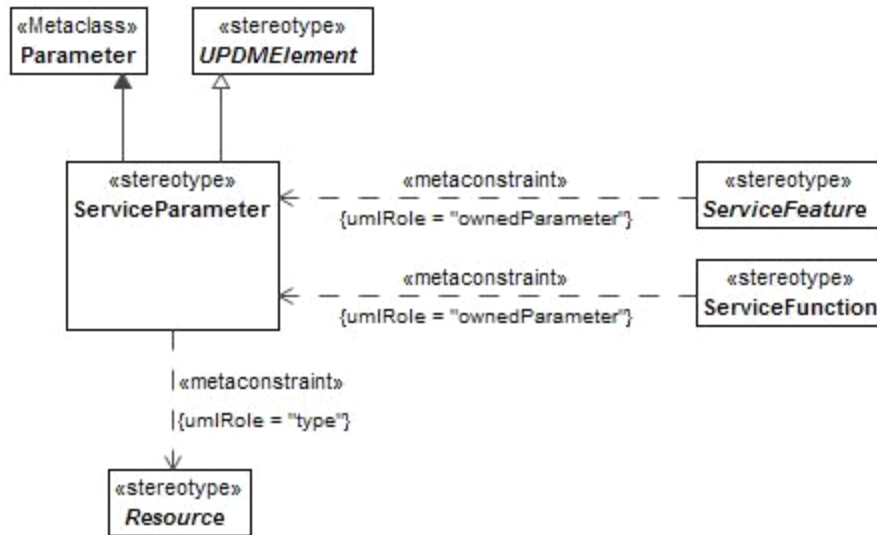 «Metaclass»
Parameter
«stereotype»
UPDMElement
«stereotype»
ServiceParameter
«metaconstraint»
{umlRole = "ownedParameter"}
«stereotype»
ServiceFeature
«metaconstraint»
{umlRole = "ownedParameter"}
«stereotype»
ServiceFunction
«metaconstraint»
{umlRole = "type"}
«stereotype»
Resource